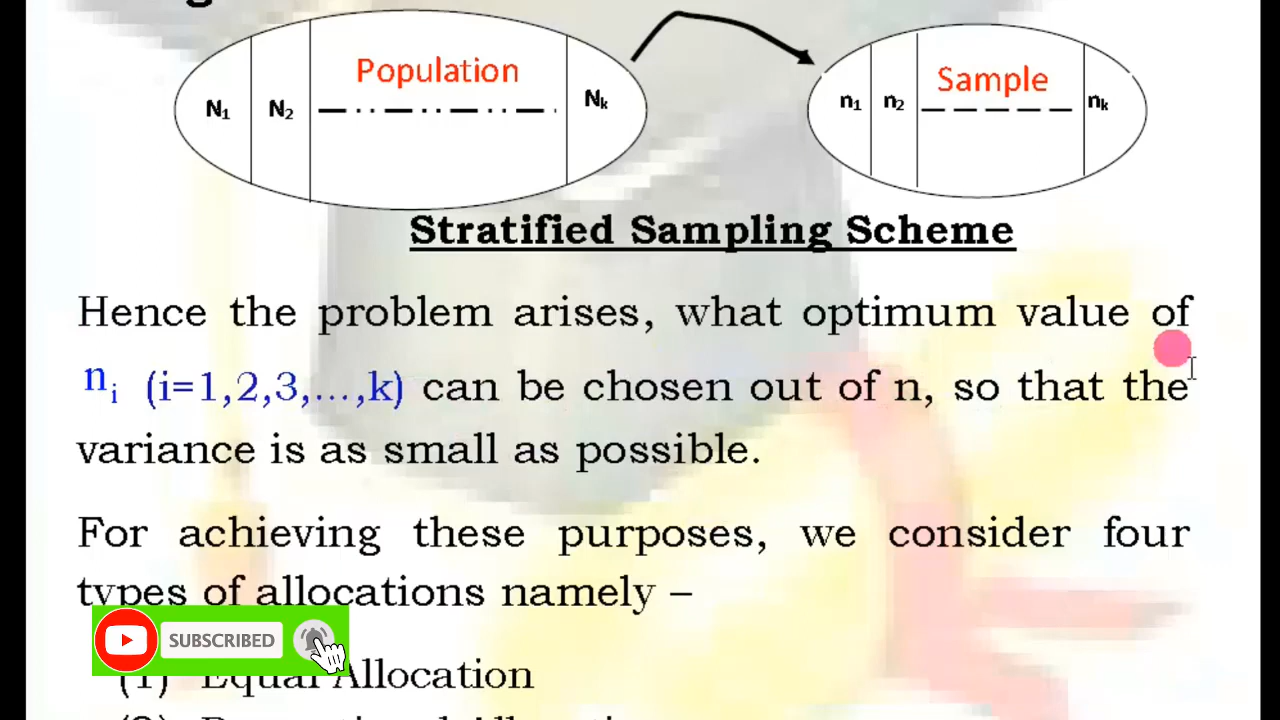 Population
Sample
N₁ N₂ Nₖ
n₁ n₂ nₖ
Stratified Sampling Scheme
Hence the problem arises, what optimum value of
nᵢ (i=1,2,3,...,k) can be chosen out of n, so that the
variance is as small as possible.
For achieving these purposes, we consider four
types of allocations namely –
SUBSCRIBED
(1) Equal Allocation